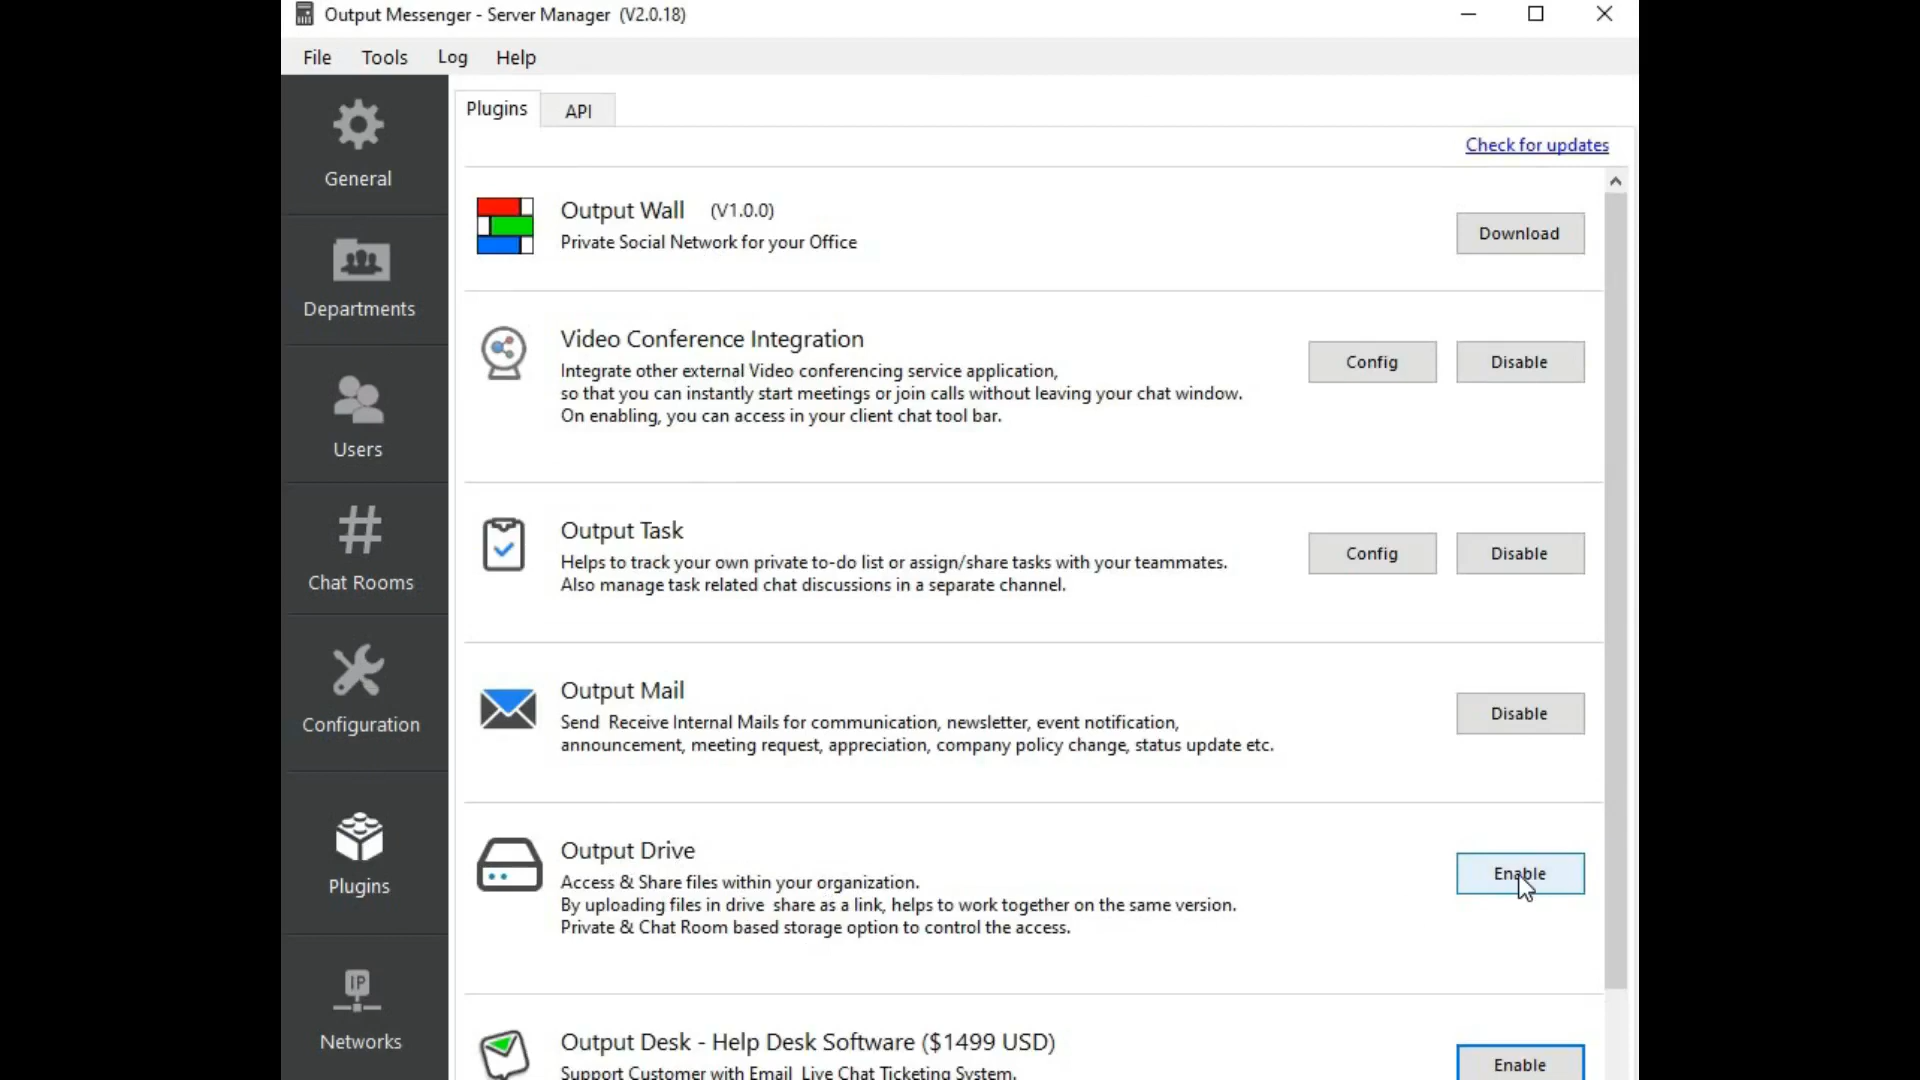 Output Messenger - Server Manager (V2.0.18)
File Tools Log Help
General
Departments
Users
Chat Rooms
Configuration
Plugins
Networks
Plugins API
Check for updates
Output Wall (V1.0.0)
Private Social Network for your Office
Download
Video Conference Integration
Integrate other external Video conferencing service application,
so that you can instantly start meetings or join calls without leaving your chat window.
On enabling, you can access in your client chat tool bar.
Config Disable
Output Task
Helps to track your own private to-do list or assign/share tasks with your teammates.
Also manage task related chat discussions in a separate channel.
Config Disable
Output Mail
Send Receive Internal Mails for communication, newsletter, event notification,
announcement, meeting request, appreciation, company policy change, status update etc.
Disable
Output Drive
Access & Share files within your organization.
By uploading files in drive share as a link, helps to work together on the same version.
Private & Chat Room based storage option to control the access.
Enable
Output Desk - Help Desk Software ($1499 USD)
Support Customer with Email Live Chat Ticketing System.
Enable
IP